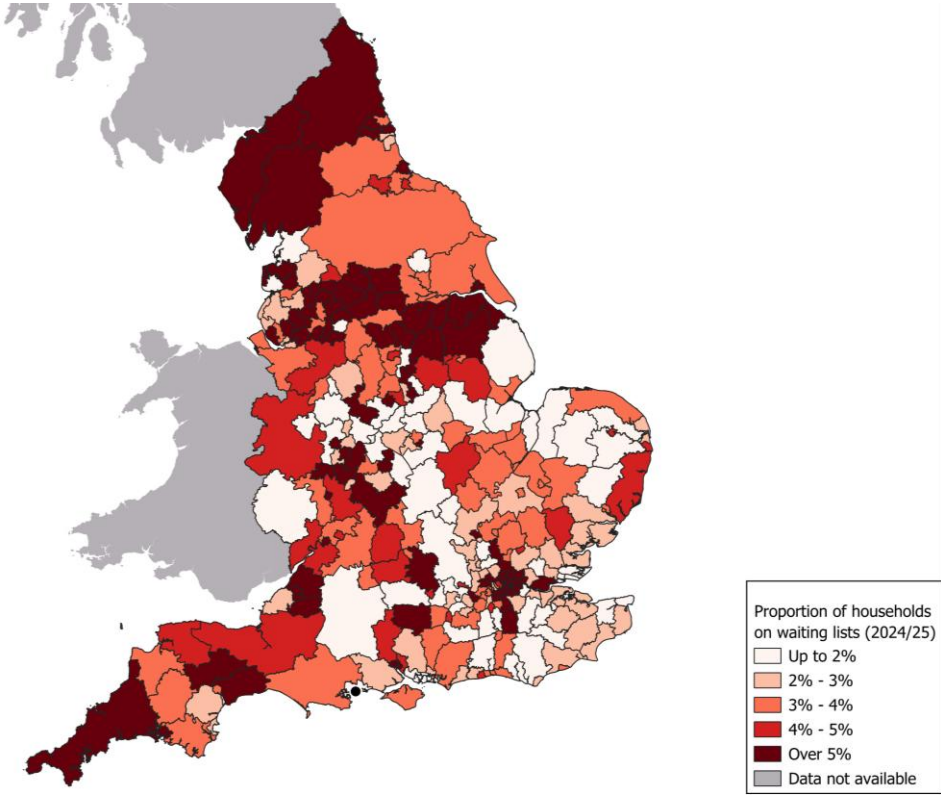 Proportion of households
on waiting lists (2024/25)
Up to 2%
2% - 3%
3% - 4%
4% - 5%
Over 5%
Data not available